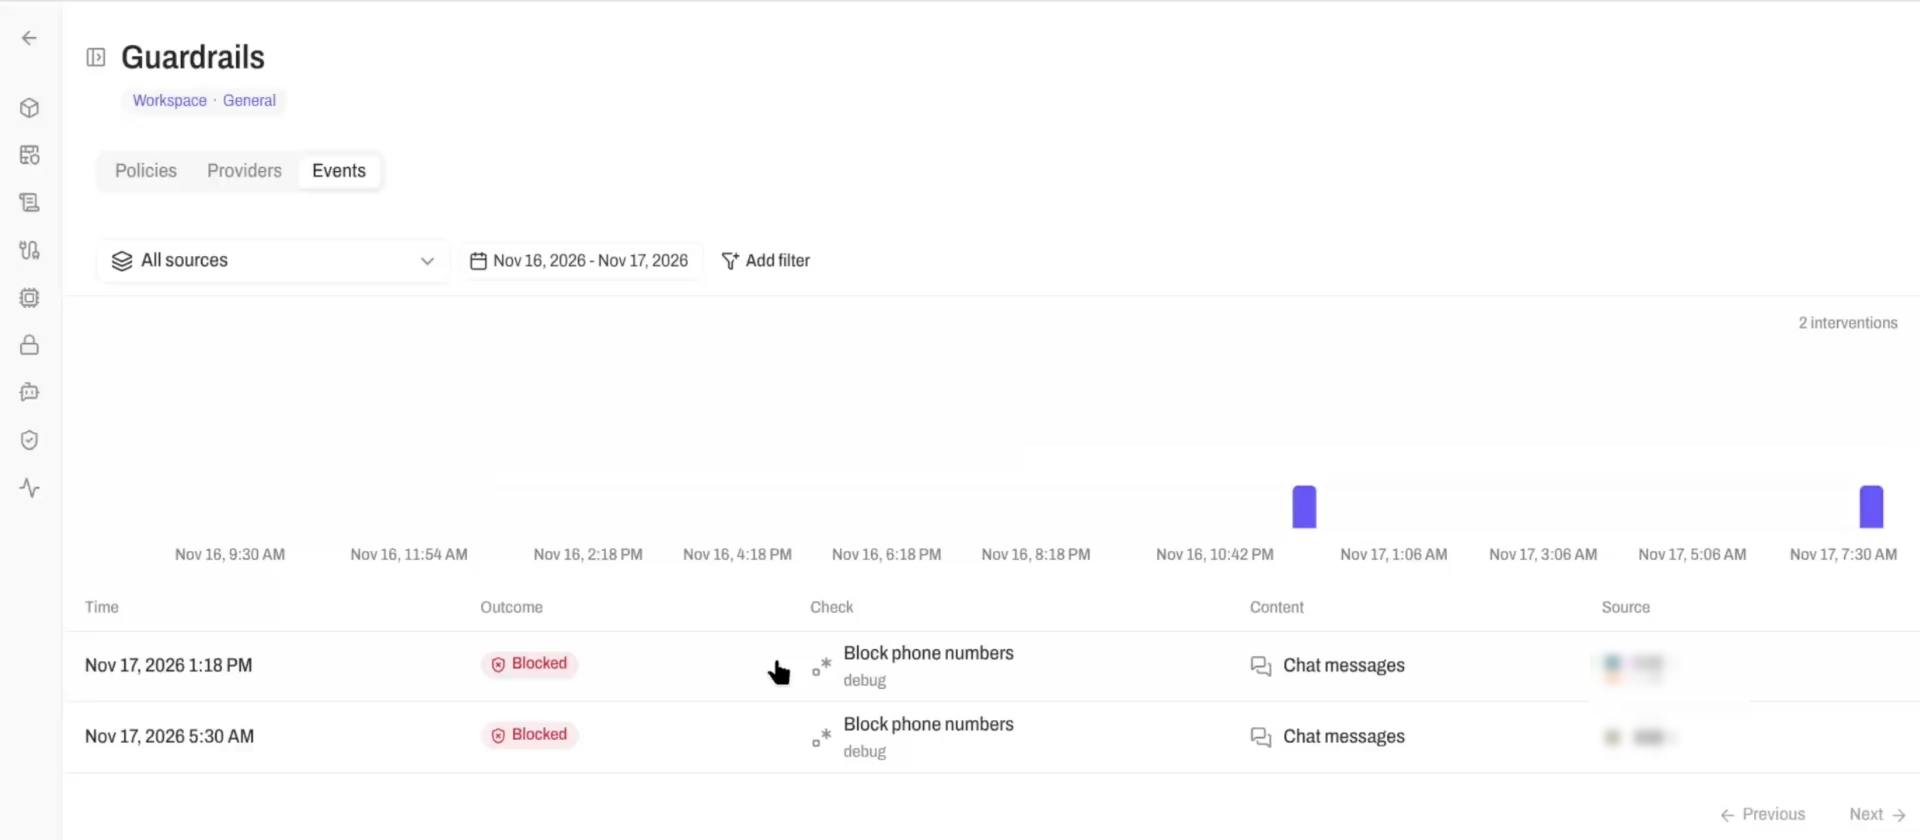 Guardrails
Workspace · General
Policies Providers Events
All sources Nov 16, 2026 - Nov 17, 2026 Add filter
2 interventions
Nov 16, 9:30 AM Nov 16, 11:54 AM Nov 16, 2:18 PM Nov 16, 4:18 PM Nov 16, 6:18 PM Nov 16, 8:18 PM Nov 16, 10:42 PM Nov 17, 1:06 AM Nov 17, 3:06 AM Nov 17, 5:06 AM Nov 17, 7:30 AM
Time Outcome Check Content Source
Nov 17, 2026 1:18 PM Blocked Block phone numbers Chat messages
debug
Nov 17, 2026 5:30 AM Blocked Block phone numbers Chat messages
debug
Previous Next